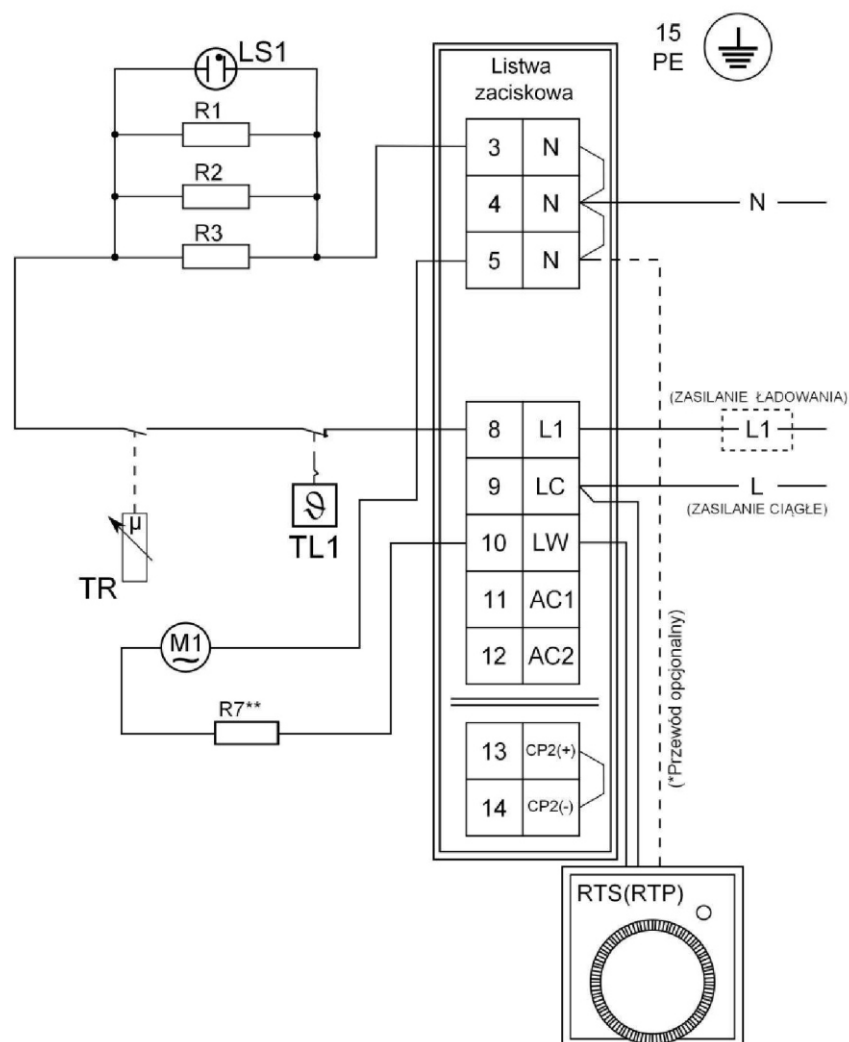 LS1
R1
R2
R3
Listwa
zaciskowa
15
PE
3 N
4 N
5 N
N
8 L1
9 LC
10 LW
11 AC1
12 AC2
13 CP2(+)
14 CP2(-)
(ZASILANIE ŁADOWANIA)
L1
L
(ZASILANIE CIĄGŁE)
μ
TR
ϑ
TL1
M1
~
R7**
(*Przewód opcjonalny)
RTS(RTP)